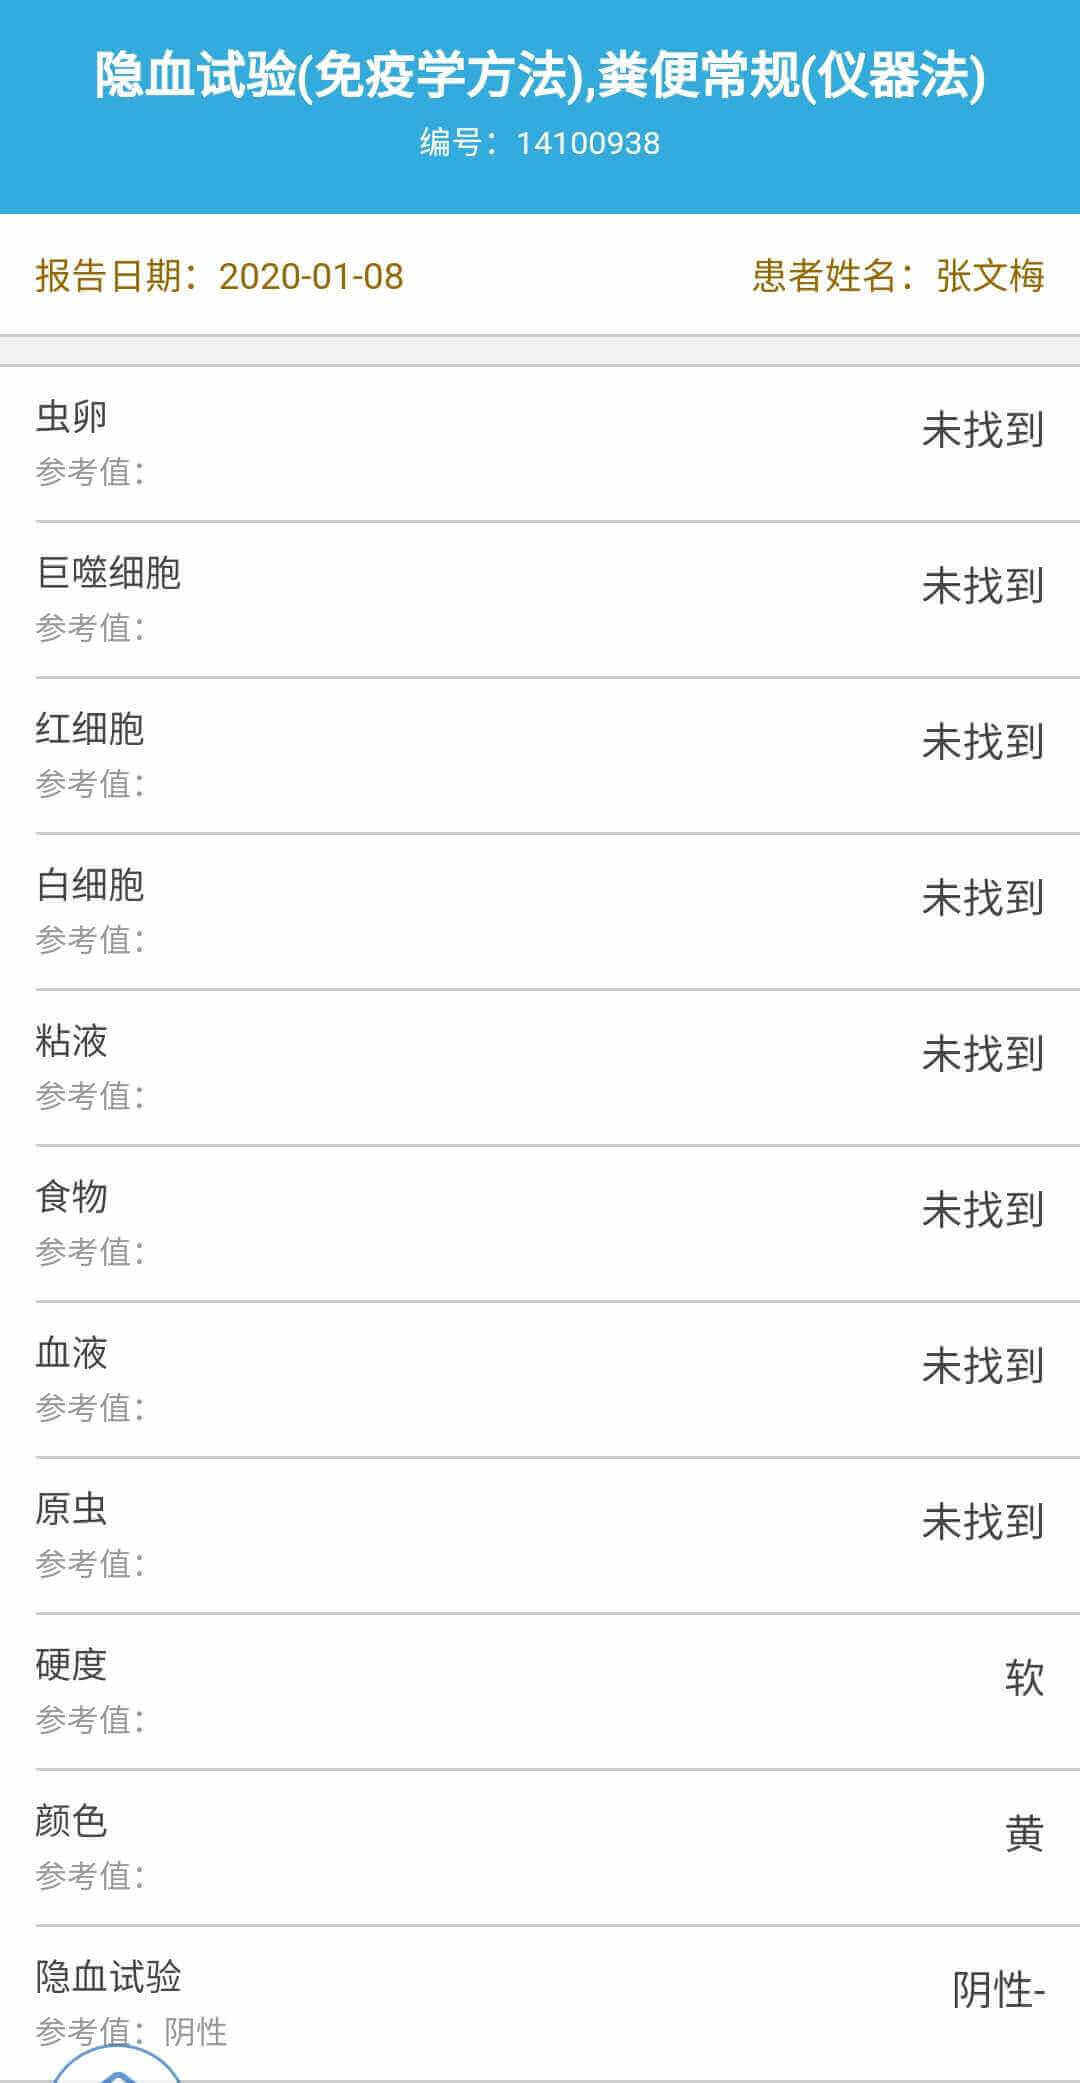 隐血试验(免疫学方法),粪便常规(仪器法)
编号：14100938
报告日期：2020-01-08 患者姓名：张文梅
虫卵 未找到
参考值：
巨噬细胞 未找到
参考值：
红细胞 未找到
参考值：
白细胞 未找到
参考值：
粘液 未找到
参考值：
食物 未找到
参考值：
血液 未找到
参考值：
原虫 未找到
参考值：
硬度 软
参考值：
颜色 黄
参考值：
隐血试验 阴性-
参考值：阴性